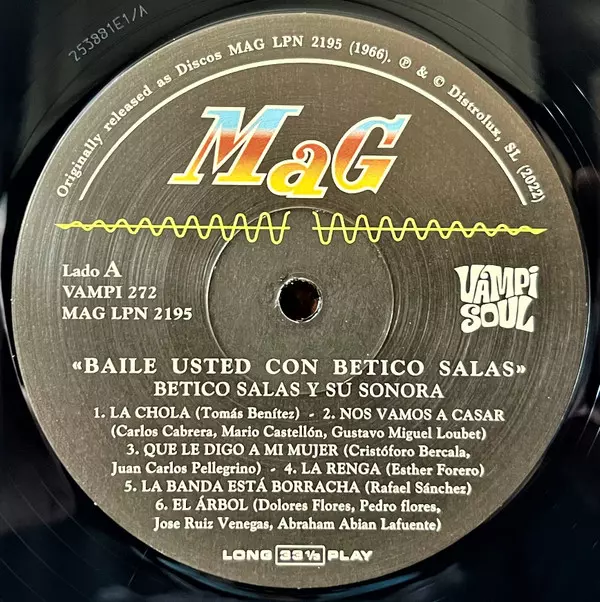 253881E1/A
Originally released as Discos MAG LPN 2195 (1966). ℗ & © Distrolux, SL (2022)
MaG
Lado A
VAMPI 272
MAG LPN 2195
VAMPI
SOUL
«BAILE USTED CON BETICO SALAS»
BETICO SALAS Y SÚ SONORA
1. LA CHOLA (Tomás Benítez) - 2. NOS VAMOS A CASAR
(Carlos Cabrera, Mario Castellón, Gustavo Miguel Loubet)
3. QUE LE DIGO A MI MUJER (Cristóforo Bercala,
Juan Carlos Pellegrino) - 4. LA RENGA (Esther Forero)
5. LA BANDA ESTÁ BORRACHA (Rafael Sánchez)
6. EL ÁRBOL (Dolores Flores, Pedro flores,
Jose Ruiz Venegas, Abraham Abian Lafuente)
LONG 33⅓ PLAY